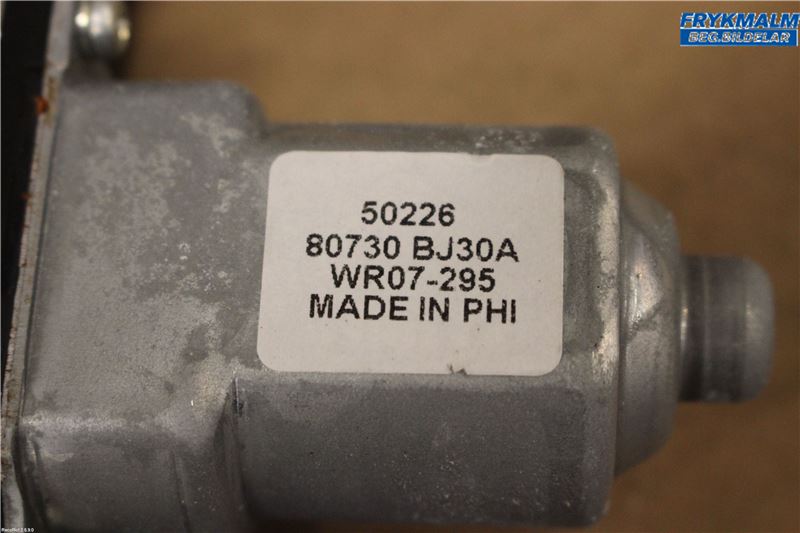 FRYKMALM
BEG.BILDELAR
50226
80730 BJ30A
WR07-295
MADE IN PHI